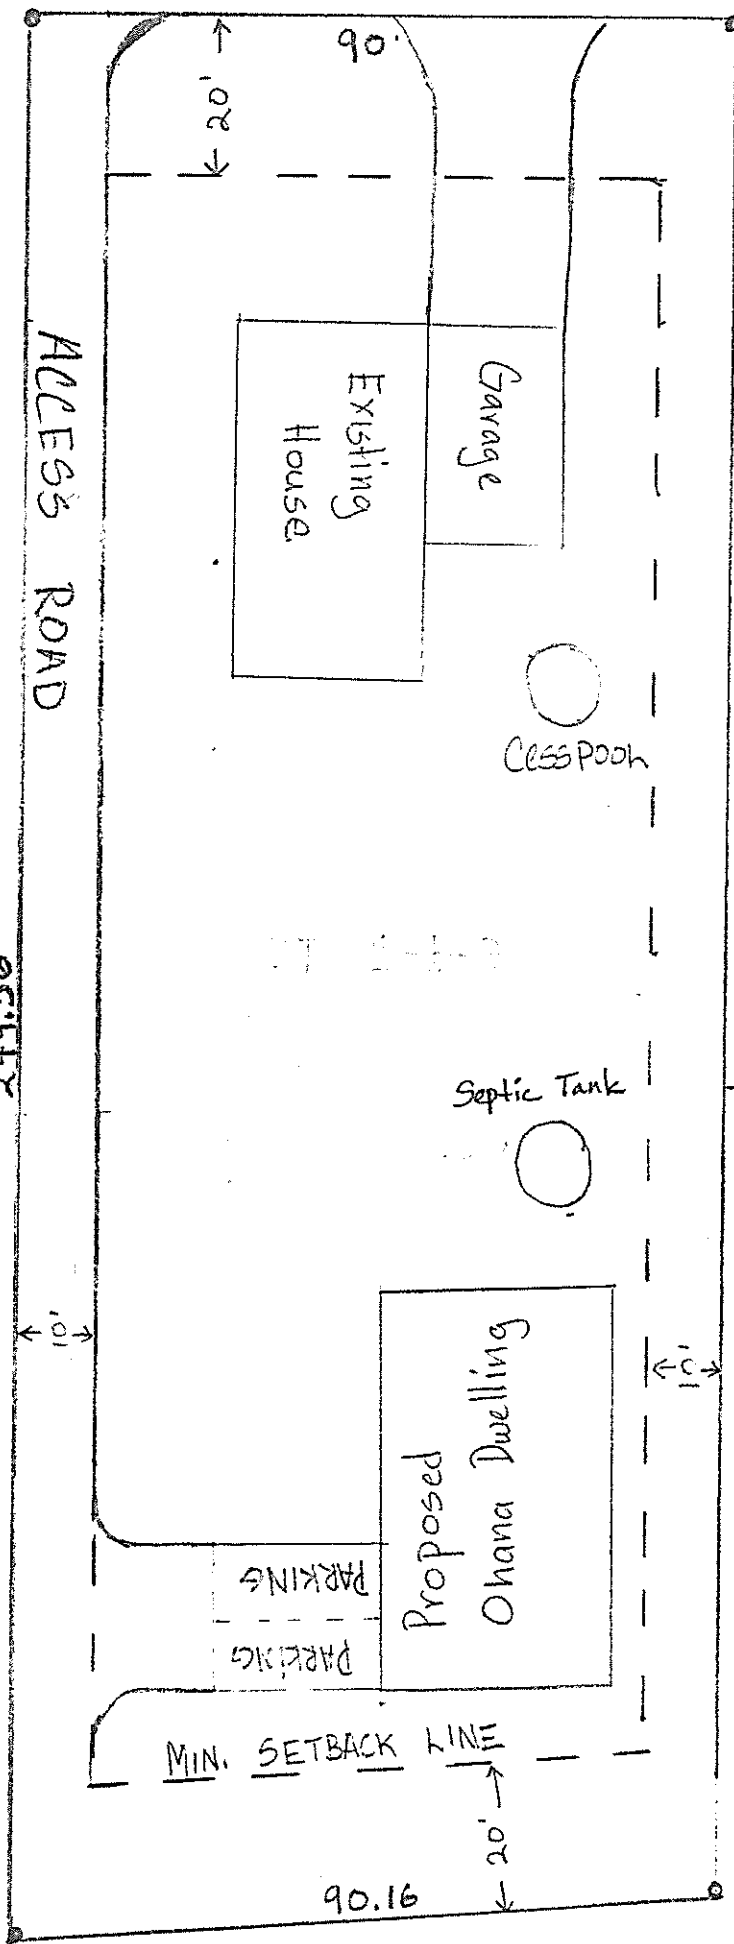 90'
20'
ACCESS ROAD
Existing
House
Garage
Cesspool
Septic Tank
10'
10'
Proposed
Ohana Dwelling
PARKING
PARKING
MIN. SETBACK LINE
20'
90.16